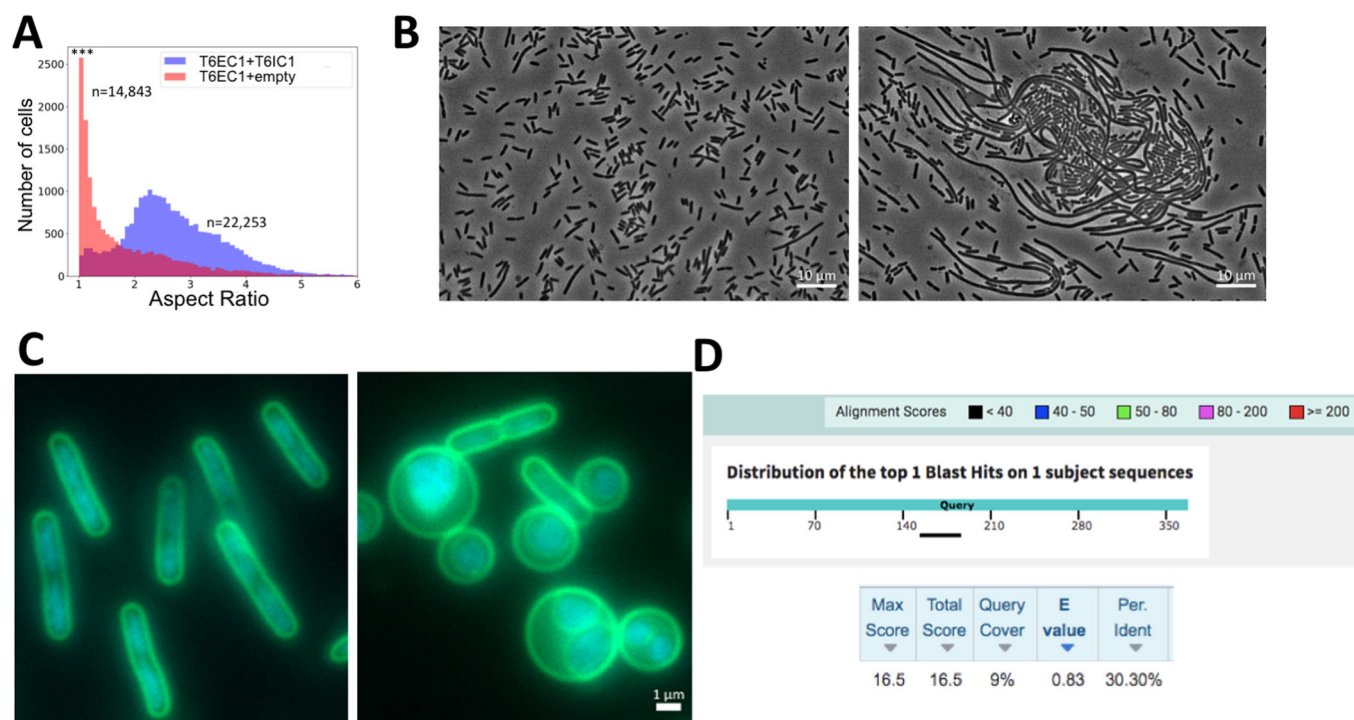 A
***
T6EC1+T6IC1
T6EC1+empty
n=14,843
n=22,253
2500
2000
1500
1000
500
0
Number of cells
1 2 3 4 5 6
Aspect Ratio
B
10 µm
10 µm
C
1 µm
D
Alignment Scores < 40 40 - 50 50 - 80 80 - 200 >= 200
Distribution of the top 1 Blast Hits on 1 subject sequences
Query
1 70 140 210 280 350
Max Total Query E Per.
Score Score Cover value Ident
16.5 16.5 9% 0.83 30.30%